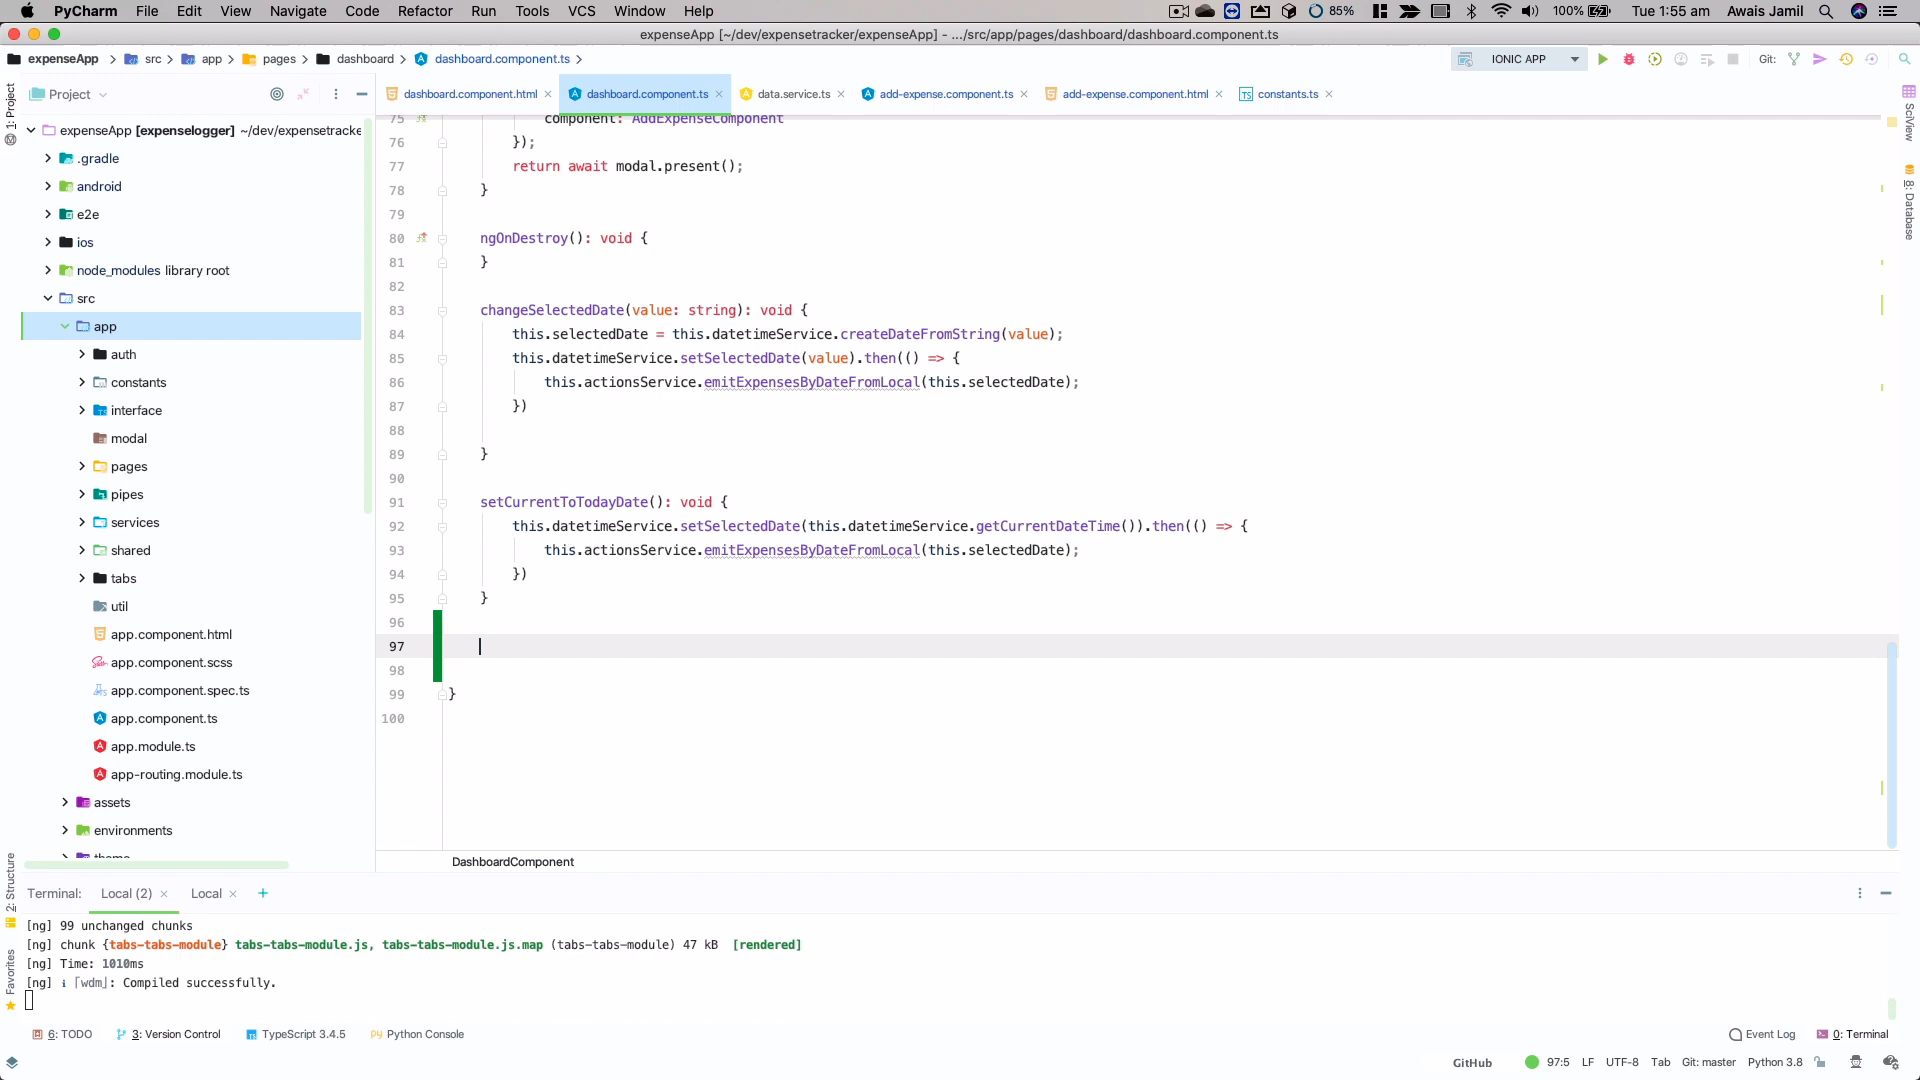 PyCharm File Edit View Navigate Code Refactor Run Tools VCS Window Help 85% 100% Tue 1:55 am Awais Jamil
expenseApp [~/dev/expensetracker/expenseApp] - .../src/app/pages/dashboard/dashboard.component.ts
expenseApp src app pages dashboard dashboard.component.ts IONIC APP Git:
Project
dashboard.component.html dashboard.component.ts data.service.ts add-expense.component.ts add-expense.component.html constants.ts
1: Project
SciView
8: Database
2: Structure
Favorites
expenseApp [expenselogger] ~/dev/expensetracke
.gradle
android
e2e
ios
node_modules library root
src
app
auth
constants
interface
modal
pages
pipes
services
shared
tabs
util
app.component.html
app.component.scss
app.component.spec.ts
app.component.ts
app.module.ts
app-routing.module.ts
assets
environments
theme
75 component: AddExpenseComponent
76 });
77 return await modal.present();
78 }
79
80 ngOnDestroy(): void {
81 }
82
83 changeSelectedDate(value: string): void {
84 this.selectedDate = this.datetimeService.createDateFromString(value);
85 this.datetimeService.setSelectedDate(value).then(() => {
86 this.actionsService.emitExpensesByDateFromLocal(this.selectedDate);
87 })
88
89 }
90
91 setCurrentToTodayDate(): void {
92 this.datetimeService.setSelectedDate(this.datetimeService.getCurrentDateTime()).then(() => {
93 this.actionsService.emitExpensesByDateFromLocal(this.selectedDate);
94 })
95 }
96
97
98
99 }
100
DashboardComponent
Terminal: Local (2) Local +
[ng] 99 unchanged chunks
[ng] chunk {tabs-tabs-module} tabs-tabs-module.js, tabs-tabs-module.js.map (tabs-tabs-module) 47 kB [rendered]
[ng] Time: 1010ms
[ng] ℹ ｢wdm｣: Compiled successfully.
6: TODO 3: Version Control TypeScript 3.4.5 Python Console Event Log 0: Terminal
GitHub 97:5 LF UTF-8 Tab Git: master Python 3.8